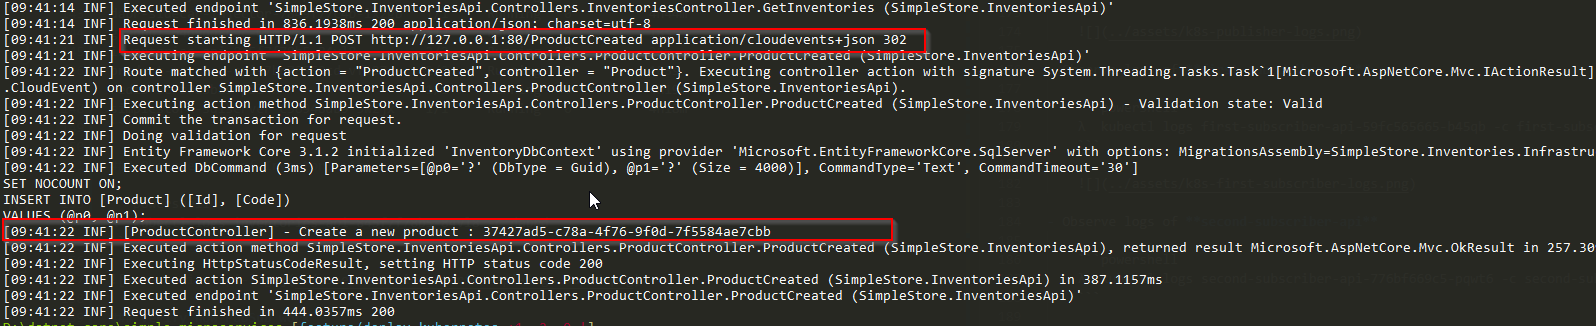 [09:41:14 INF] Executed endpoint 'SimpleStore.InventoriesApi.Controllers.InventoriesController.GetInventories (SimpleStore.InventoriesApi)'
[09:41:14 INF] Request finished in 836.1938ms 200 application/json; charset=utf-8
[09:41:21 INF] Request starting HTTP/1.1 POST http://127.0.0.1:80/ProductCreated application/cloudevents+json 302
[09:41:21 INF] Executing endpoint 'SimpleStore.InventoriesApi.Controllers.ProductController.ProductCreated (SimpleStore.InventoriesApi)'
[09:41:22 INF] Route matched with {action = "ProductCreated", controller = "Product"}. Executing controller action with signature System.Threading.Tasks.Task`1[Microsoft.AspNetCore.Mvc.IActionResult]
.CloudEvent) on controller SimpleStore.InventoriesApi.Controllers.ProductController (SimpleStore.InventoriesApi).
[09:41:22 INF] Executing action method SimpleStore.InventoriesApi.Controllers.ProductController.ProductCreated (SimpleStore.InventoriesApi) - Validation state: Valid
[09:41:22 INF] Commit the transaction for request.
[09:41:22 INF] Doing validation for request
[09:41:22 INF] Entity Framework Core 3.1.2 initialized 'InventoryDbContext' using provider 'Microsoft.EntityFrameworkCore.SqlServer' with options: MigrationsAssembly=SimpleStore.Inventories.Infrastru
[09:41:22 INF] Executed DbCommand (3ms) [Parameters=[@p0='?' (DbType = Guid), @p1='?' (Size = 4000)], CommandType='Text', CommandTimeout='30']
SET NOCOUNT ON;
INSERT INTO [Product] ([Id], [Code])
VALUES (@p0, @p1);
[09:41:22 INF] [ProductController] - Create a new product : 37427ad5-c78a-4f76-9f0d-7f5584ae7cbb
[09:41:22 INF] Executed action method SimpleStore.InventoriesApi.Controllers.ProductController.ProductCreated (SimpleStore.InventoriesApi), returned result Microsoft.AspNetCore.Mvc.OkResult in 257.30
[09:41:22 INF] Executing HttpStatusCodeResult, setting HTTP status code 200
[09:41:22 INF] Executed action SimpleStore.InventoriesApi.Controllers.ProductController.ProductCreated (SimpleStore.InventoriesApi) in 387.1157ms
[09:41:22 INF] Executed endpoint 'SimpleStore.InventoriesApi.Controllers.ProductController.ProductCreated (SimpleStore.InventoriesApi)'
[09:41:22 INF] Request finished in 444.0357ms 200